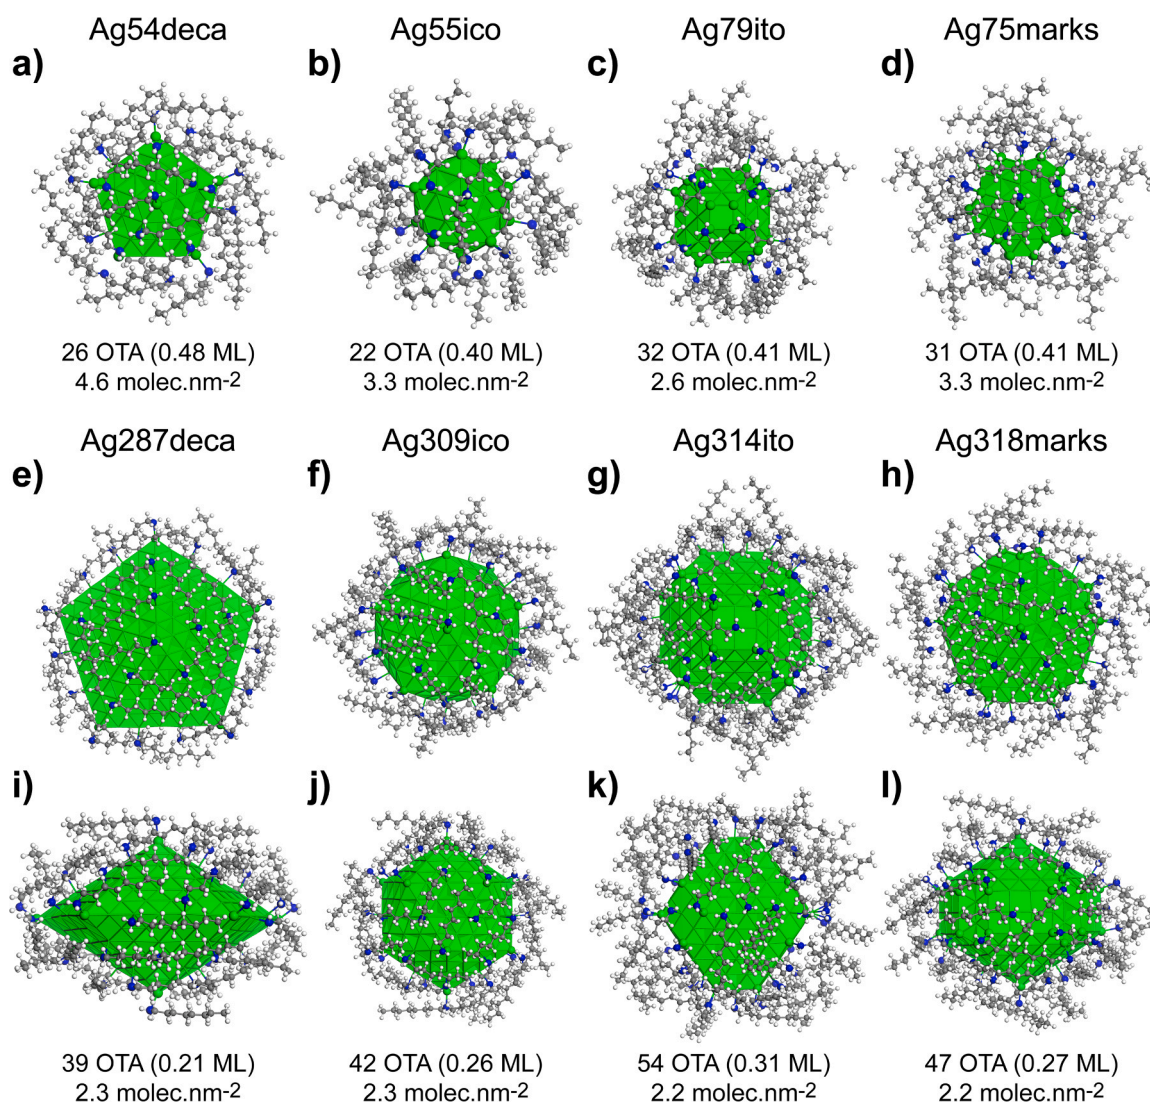 Ag54deca
Ag55ico
Ag79ito
Ag75marks
a)
b)
c)
d)
26 OTA (0.48 ML)
4.6 molec.nm-2
22 OTA (0.40 ML)
3.3 molec.nm-2
32 OTA (0.41 ML)
2.6 molec.nm-2
31 OTA (0.41 ML)
3.3 molec.nm-2
Ag287deca
Ag309ico
Ag314ito
Ag318marks
e)
f)
g)
h)
i)
j)
k)
l)
39 OTA (0.21 ML)
2.3 molec.nm-2
42 OTA (0.26 ML)
2.3 molec.nm-2
54 OTA (0.31 ML)
2.2 molec.nm-2
47 OTA (0.27 ML)
2.2 molec.nm-2